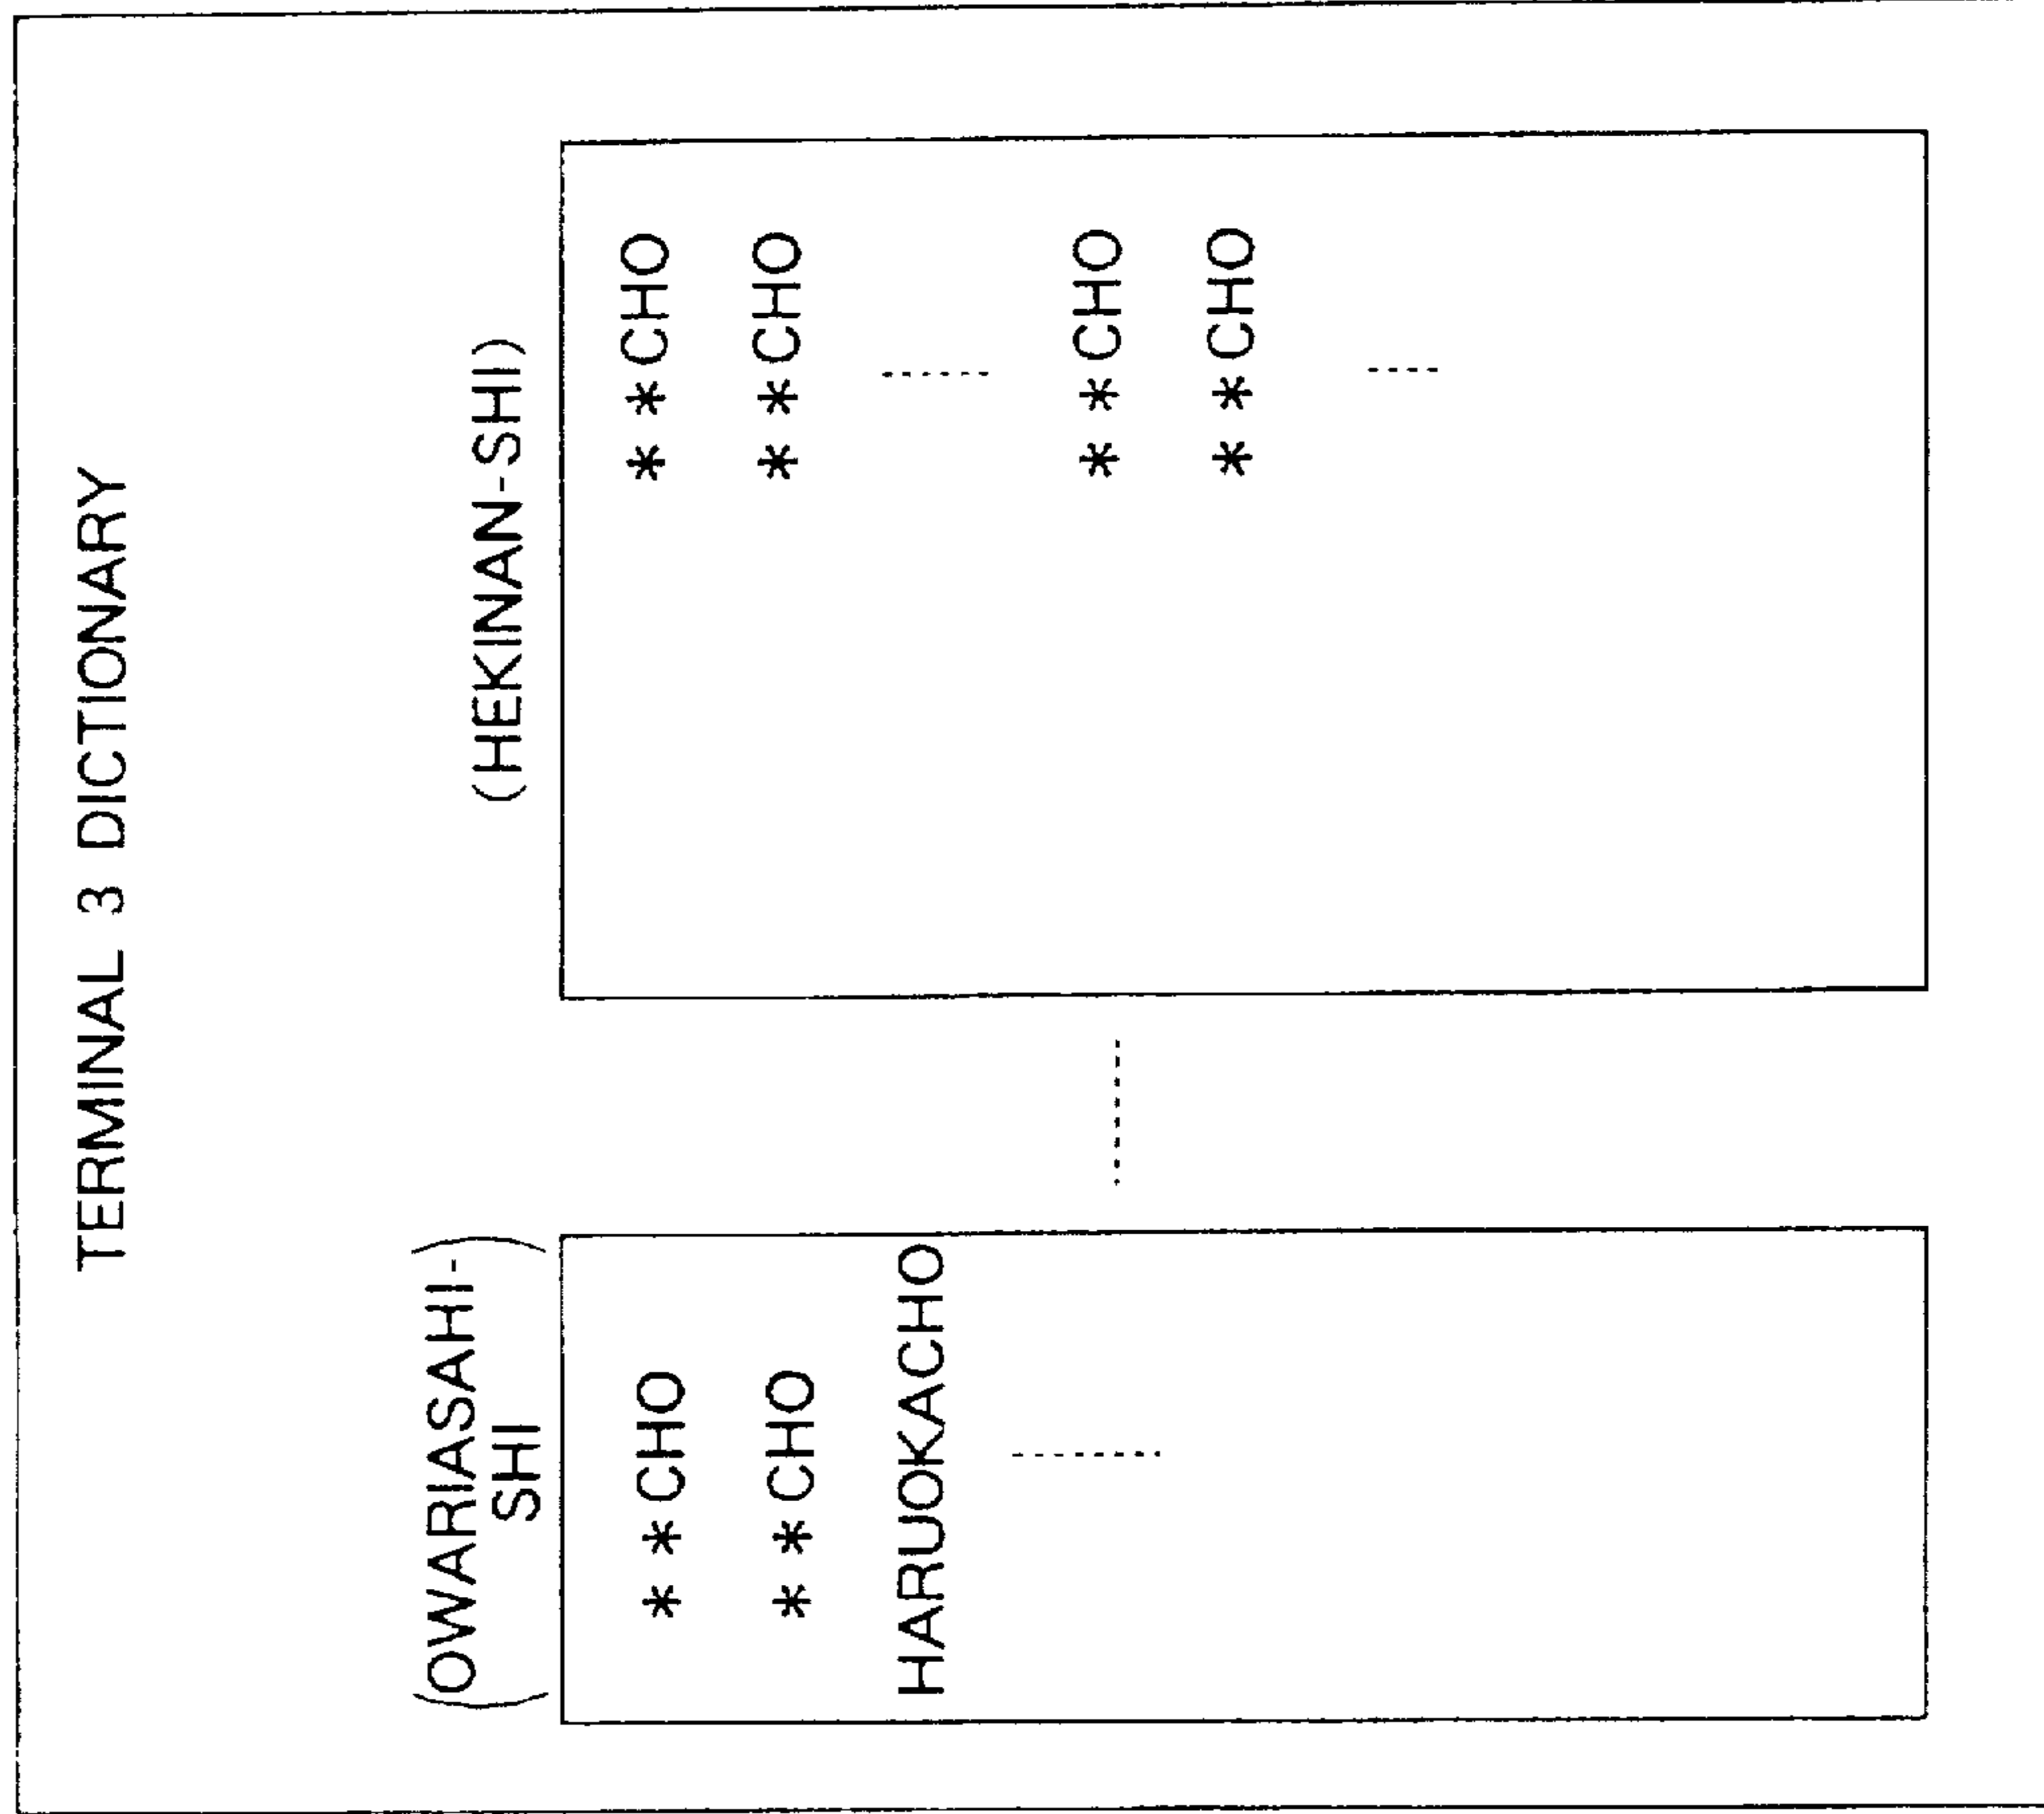 TERMINAL 3 DICTIONARY
(OWARIASAHI-
SHI)
**CHO
**CHO
HARUOKACHO
(HEKINAN-SHI)
**CHO
**CHO
**CHO
**CHO